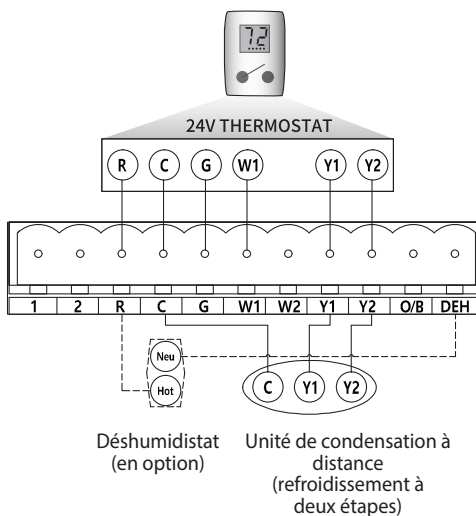 72
24V THERMOSTAT
R C G W1 Y1 Y2
1 2 R C G W1 W2 Y1 Y2 O/B DEH
Neu
Hot
C Y1 Y2
Déshumidistat
(en option)
Unité de condensation à
distance
(refroidissement à
deux étapes)